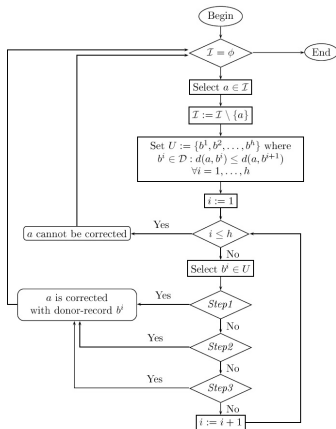 Begin
𝓘 = ϕ
End
Select a ∈ 𝓘
𝓘 := 𝓘 \ {a}
Set U := {b¹, b², . . . , bʰ} where
bⁱ ∈ 𝓓 : d(a, bⁱ) ≤ d(a, bⁱ⁺¹)
∀i = 1, . . . , h
i := 1
i ≤ h
Yes
a cannot be corrected
No
Select bⁱ ∈ U
a is corrected
with donor-record bⁱ
Yes
Step1
No
Yes
Step2
No
Yes
Step3
No
i := i + 1